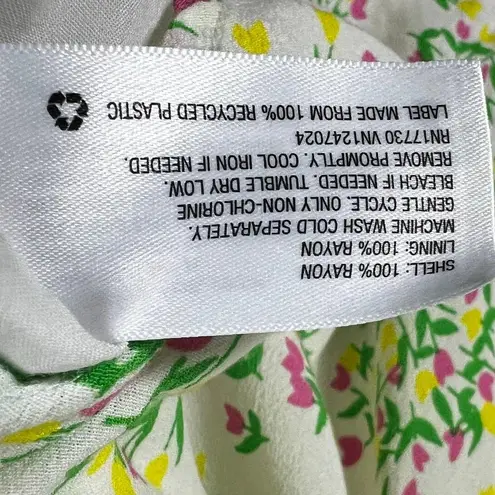 SHELL: 100% RAYON
LINING: 100% RAYON
MACHINE WASH COLD SEPARATELY.
GENTLE CYCLE. ONLY NON-CHLORINE
BLEACH IF NEEDED. TUMBLE DRY LOW.
REMOVE PROMPTLY. COOL IRON IF NEEDED.
RN17730 VN1247024
LABEL MADE FROM 100% RECYCLED PLASTIC